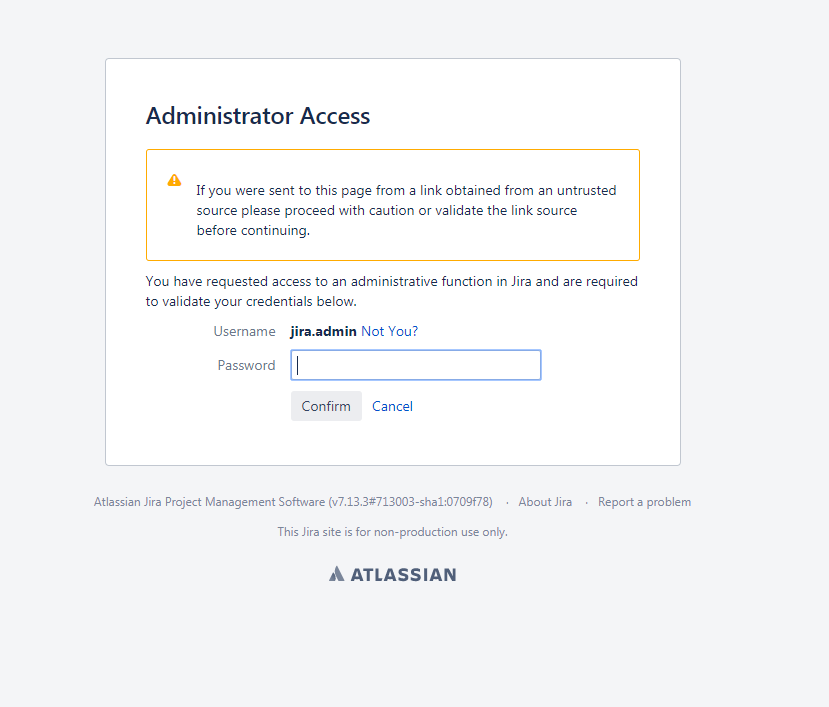 Administrator Access
If you were sent to this page from a link obtained from an untrusted
source please proceed with caution or validate the link source
before continuing.
You have requested access to an administrative function in Jira and are required
to validate your credentials below.
Username jira.admin Not You?
Password
Confirm Cancel
Atlassian Jira Project Management Software (v7.13.3#713003-sha1:0709f78) · About Jira · Report a problem
This Jira site is for non-production use only.
ATLASSIAN